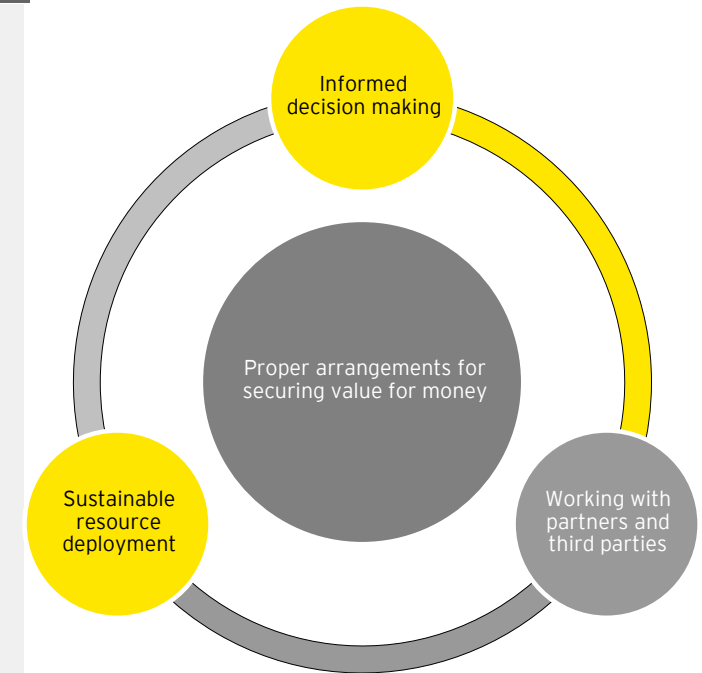 Informed
decision making
Proper arrangements for
securing value for money
Sustainable
resource
deployment
Working with
partners and
third parties